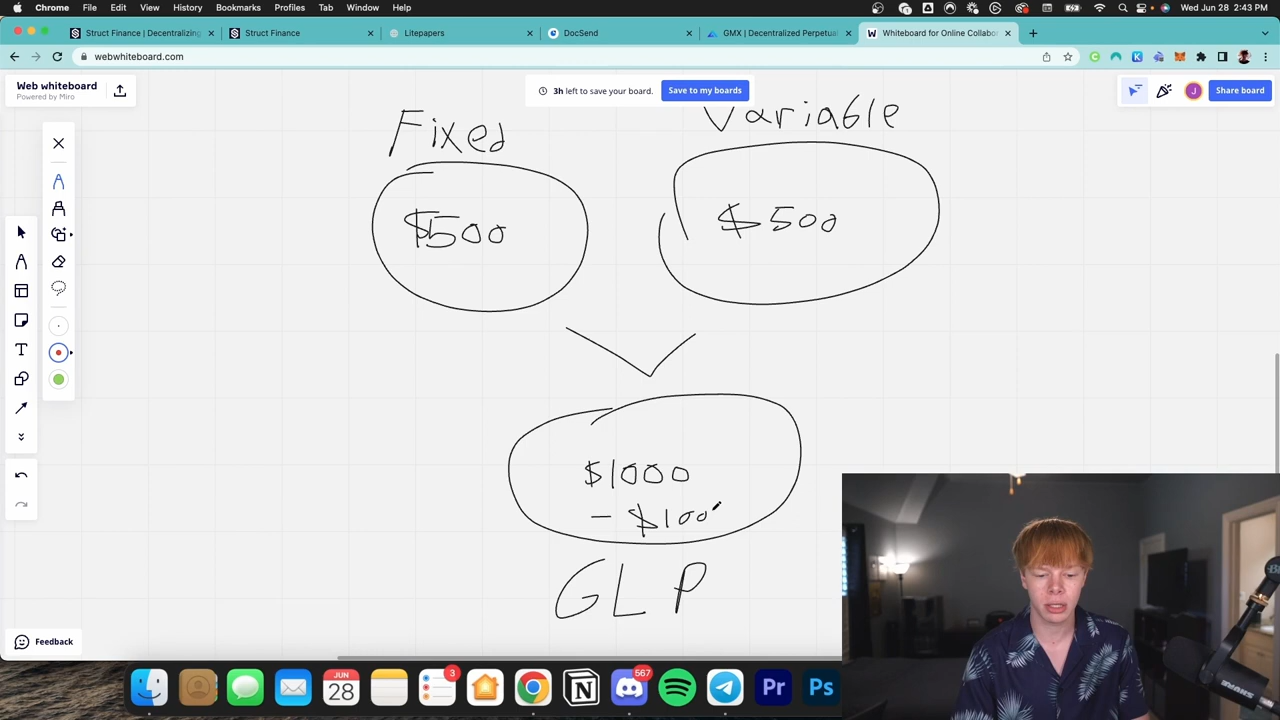 Chrome File Edit View History Bookmarks Profiles Tab Window Help
Wed Jun 28 2:43 PM
Struct Finance | Decentralizing
Struct Finance
Litepapers
DocSend
GMX | Decentralized Perpetual
Whiteboard for Online Collabo
webwhiteboard.com
Web whiteboard
Powered by Miro
3h left to save your board.
Save to my boards
J
Share board
Fixed
Variable
$500
$500
$1000
- $100
GLP
T
Feedback
JUN
28
3
567
Pr
Ps